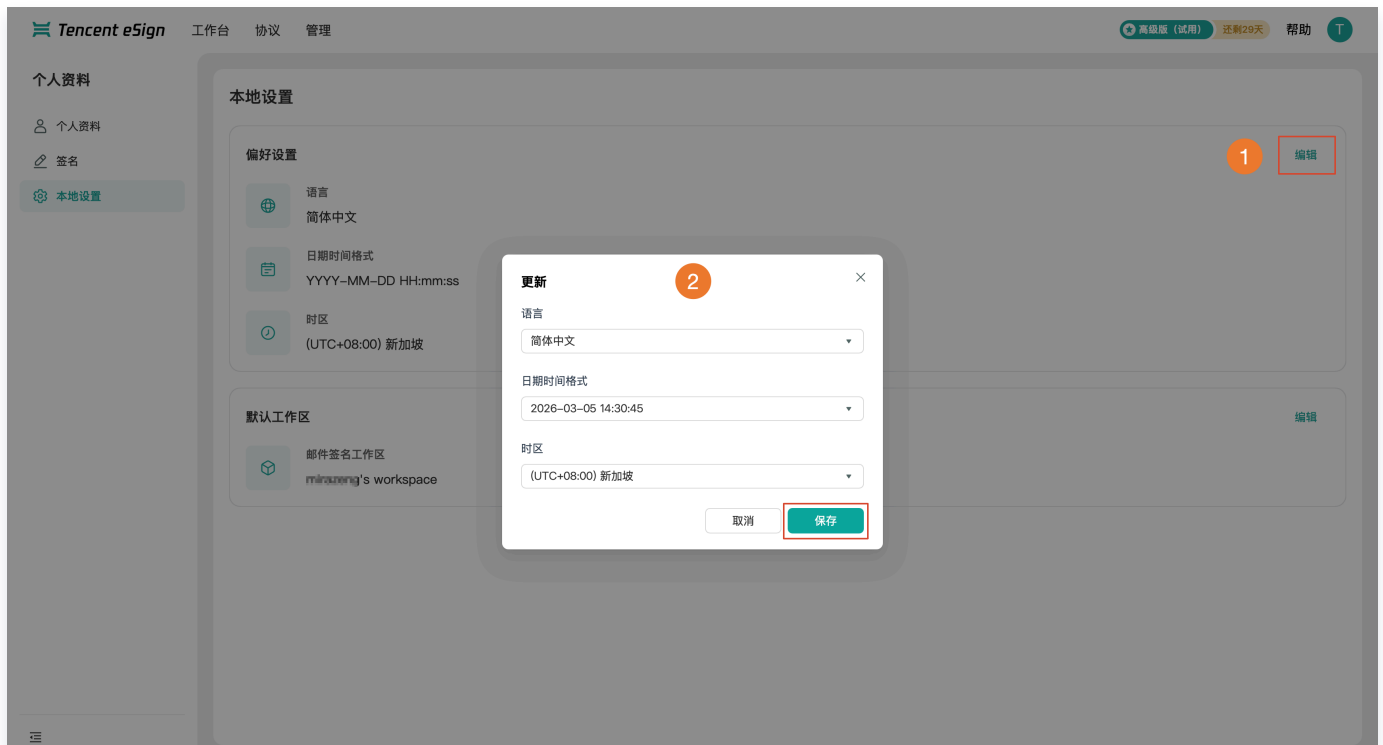 Tencent eSign
工作台
协议
管理
高级版（试用）
还剩29天
帮助
T
个人资料
个人资料
签名
本地设置
本地设置
偏好设置
1
编辑
语言
简体中文
日期时间格式
YYYY-MM-DD HH:mm:ss
时区
(UTC+08:00) 新加坡
默认工作区
编辑
邮件签名工作区
's workspace
更新
2
语言
简体中文
日期时间格式
2026-03-05 14:30:45
时区
(UTC+08:00) 新加坡
取消
保存